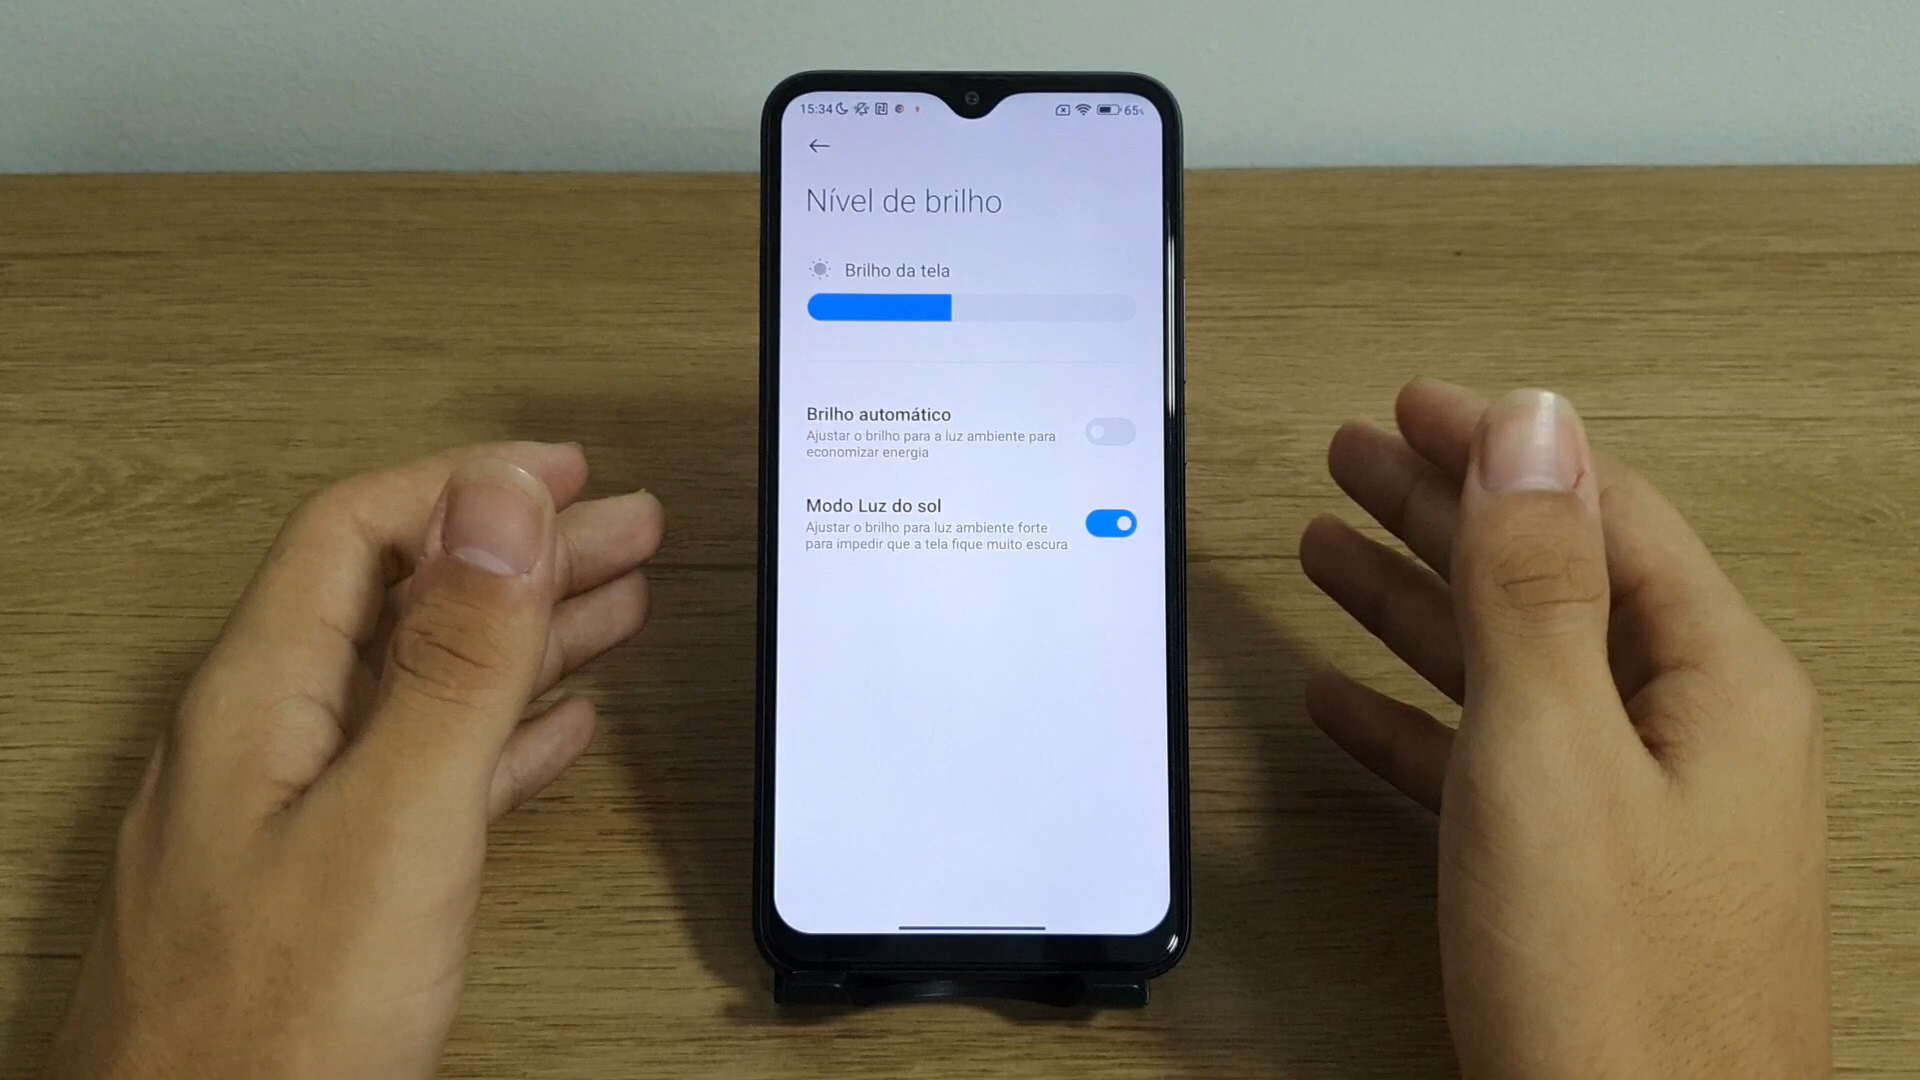 15:34 65%
Nível de brilho
Brilho da tela
Brilho automático
Ajustar o brilho para a luz ambiente para
economizar energia
Modo Luz do sol
Ajustar o brilho para luz ambiente forte
para impedir que a tela fique muito escura